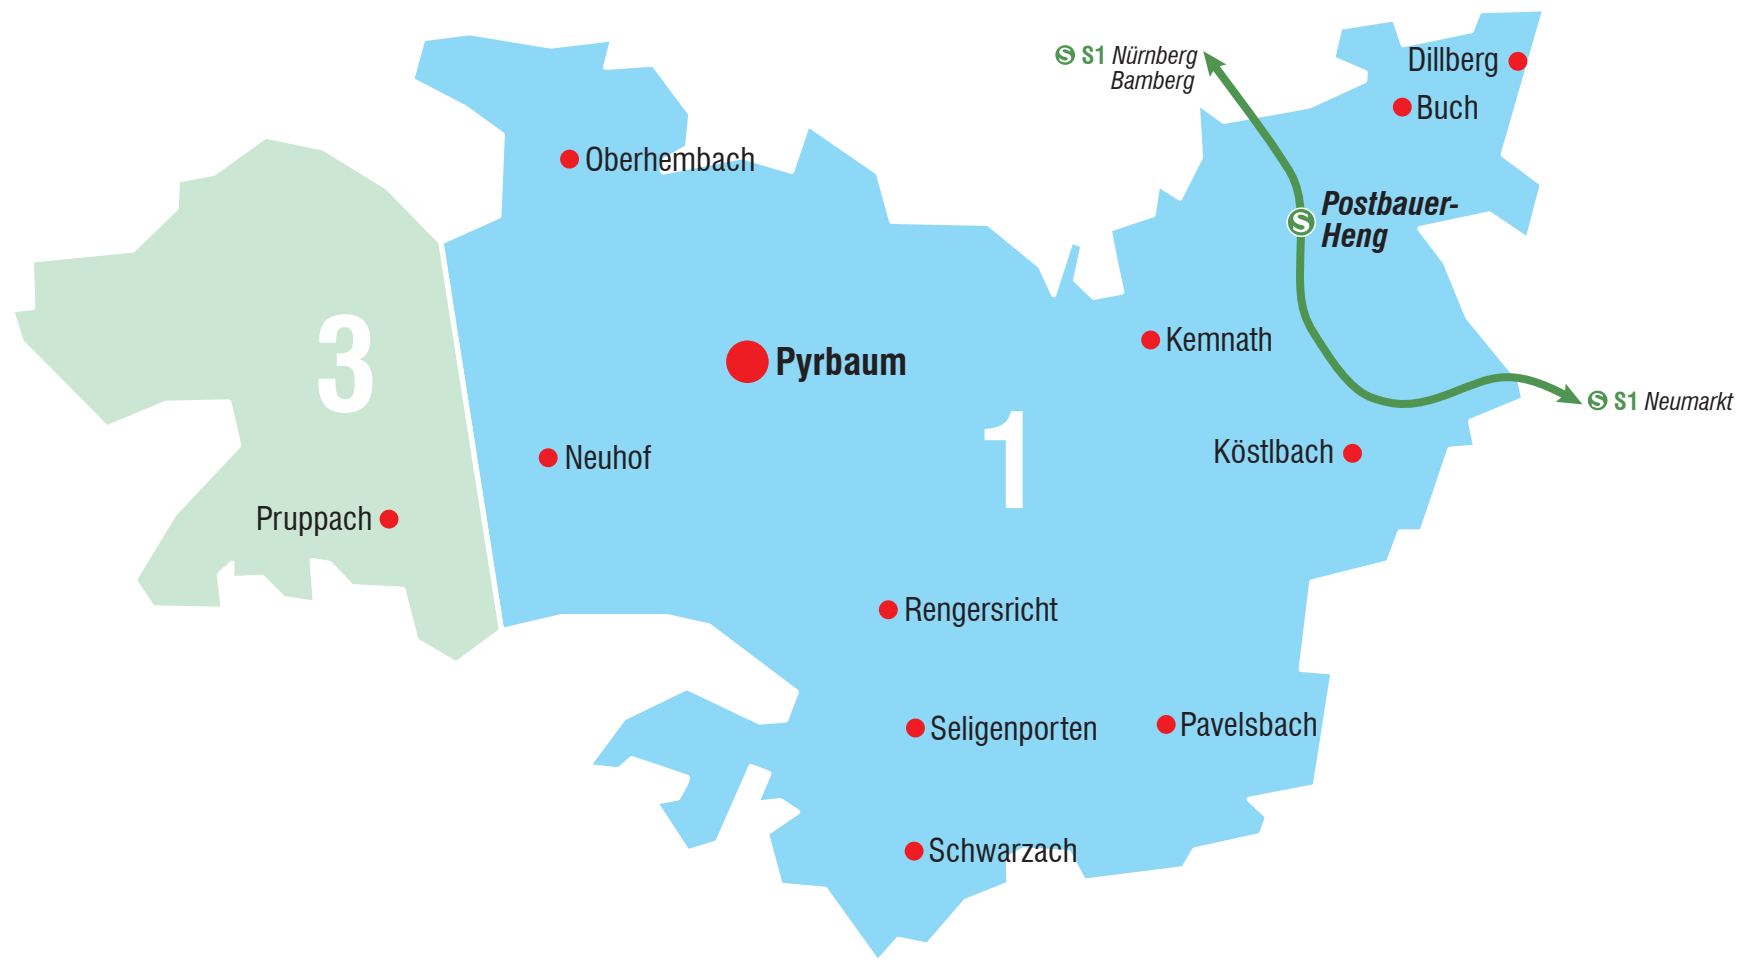 S S1 Nürnberg
Bamberg
Dillberg
Buch
Oberhembach
S Postbauer-
Heng
3
Kemnath
Pyrbaum
S S1 Neumarkt
1
Neuhof
Köstlbach
Pruppach
Rengersricht
Seligenporten
Pavelsbach
Schwarzach